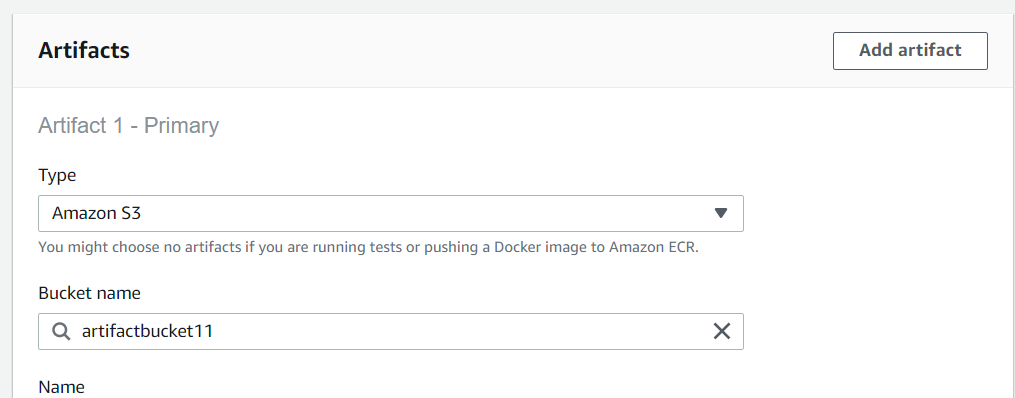 Artifacts
Add artifact
Artifact 1 - Primary
Type
Amazon S3
You might choose no artifacts if you are running tests or pushing a Docker image to Amazon ECR.
Bucket name
artifactbucket11
Name